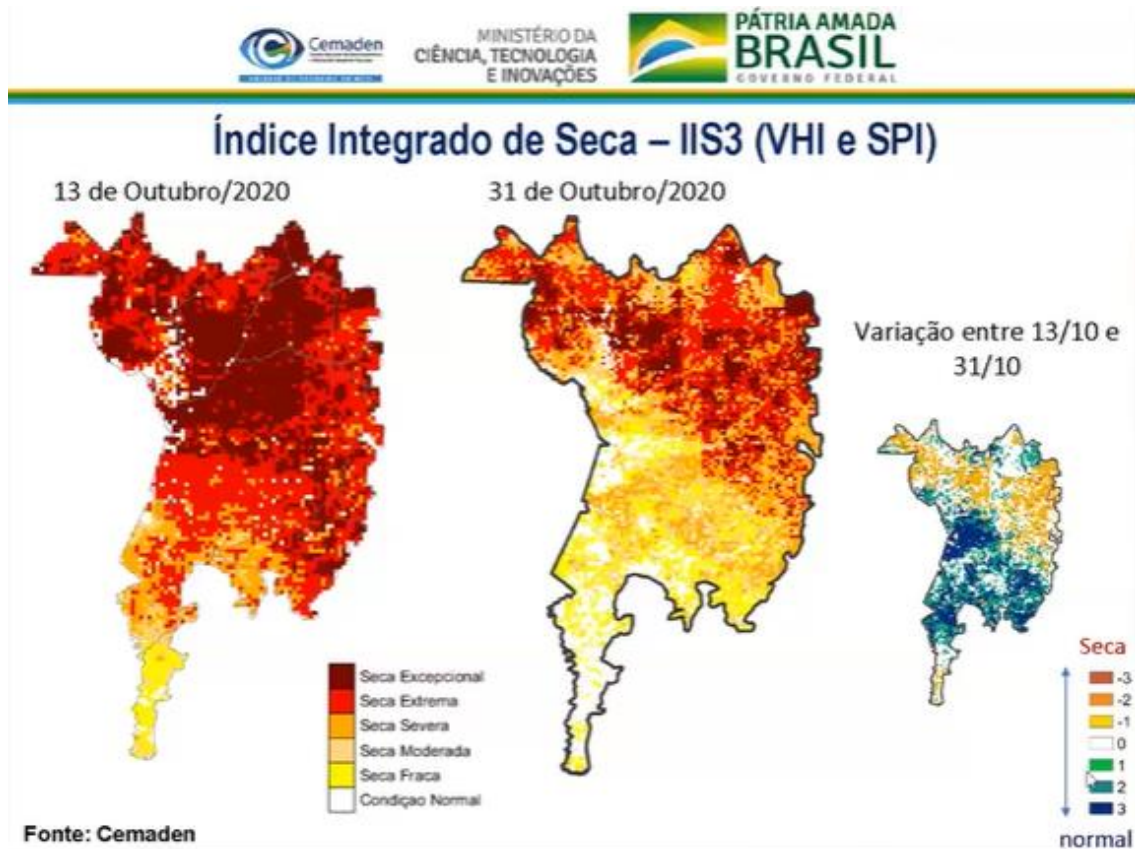 Cemaden
MINISTÉRIO DA
CIÊNCIA, TECNOLOGIA
E INOVAÇÕES
PÁTRIA AMADA
BRASIL
GOVERNO FEDERAL
Índice Integrado de Seca – IIS3 (VHI e SPI)
13 de Outubro/2020
31 de Outubro/2020
Variação entre 13/10 e
31/10
Seca Excepcional
Seca Extrema
Seca Severa
Seca Moderada
Seca Fraca
Condiçao Normal
Seca
-3
-2
-1
0
1
2
3
normal
Fonte: Cemaden